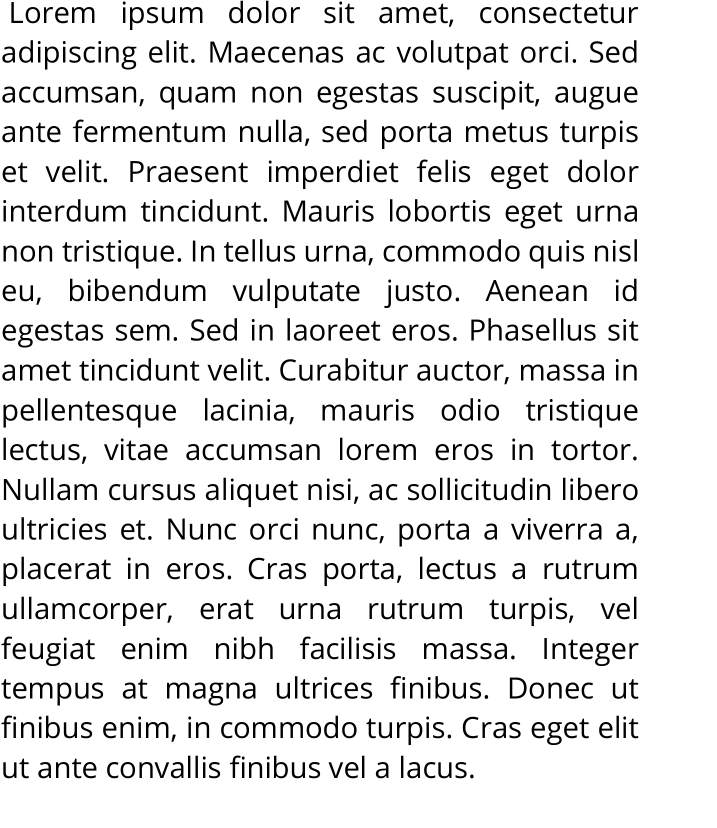 Lorem ipsum dolor sit amet, consectetur
adipiscing elit. Maecenas ac volutpat orci. Sed
accumsan, quam non egestas suscipit, augue
ante fermentum nulla, sed porta metus turpis
et velit. Praesent imperdiet felis eget dolor
interdum tincidunt. Mauris lobortis eget urna
non tristique. In tellus urna, commodo quis nisl
eu, bibendum vulputate justo. Aenean id
egestas sem. Sed in laoreet eros. Phasellus sit
amet tincidunt velit. Curabitur auctor, massa in
pellentesque lacinia, mauris odio tristique
lectus, vitae accumsan lorem eros in tortor.
Nullam cursus aliquet nisi, ac sollicitudin libero
ultricies et. Nunc orci nunc, porta a viverra a,
placerat in eros. Cras porta, lectus a rutrum
ullamcorper, erat urna rutrum turpis, vel
feugiat enim nibh facilisis massa. Integer
tempus at magna ultrices finibus. Donec ut
finibus enim, in commodo turpis. Cras eget elit
ut ante convallis finibus vel a lacus.